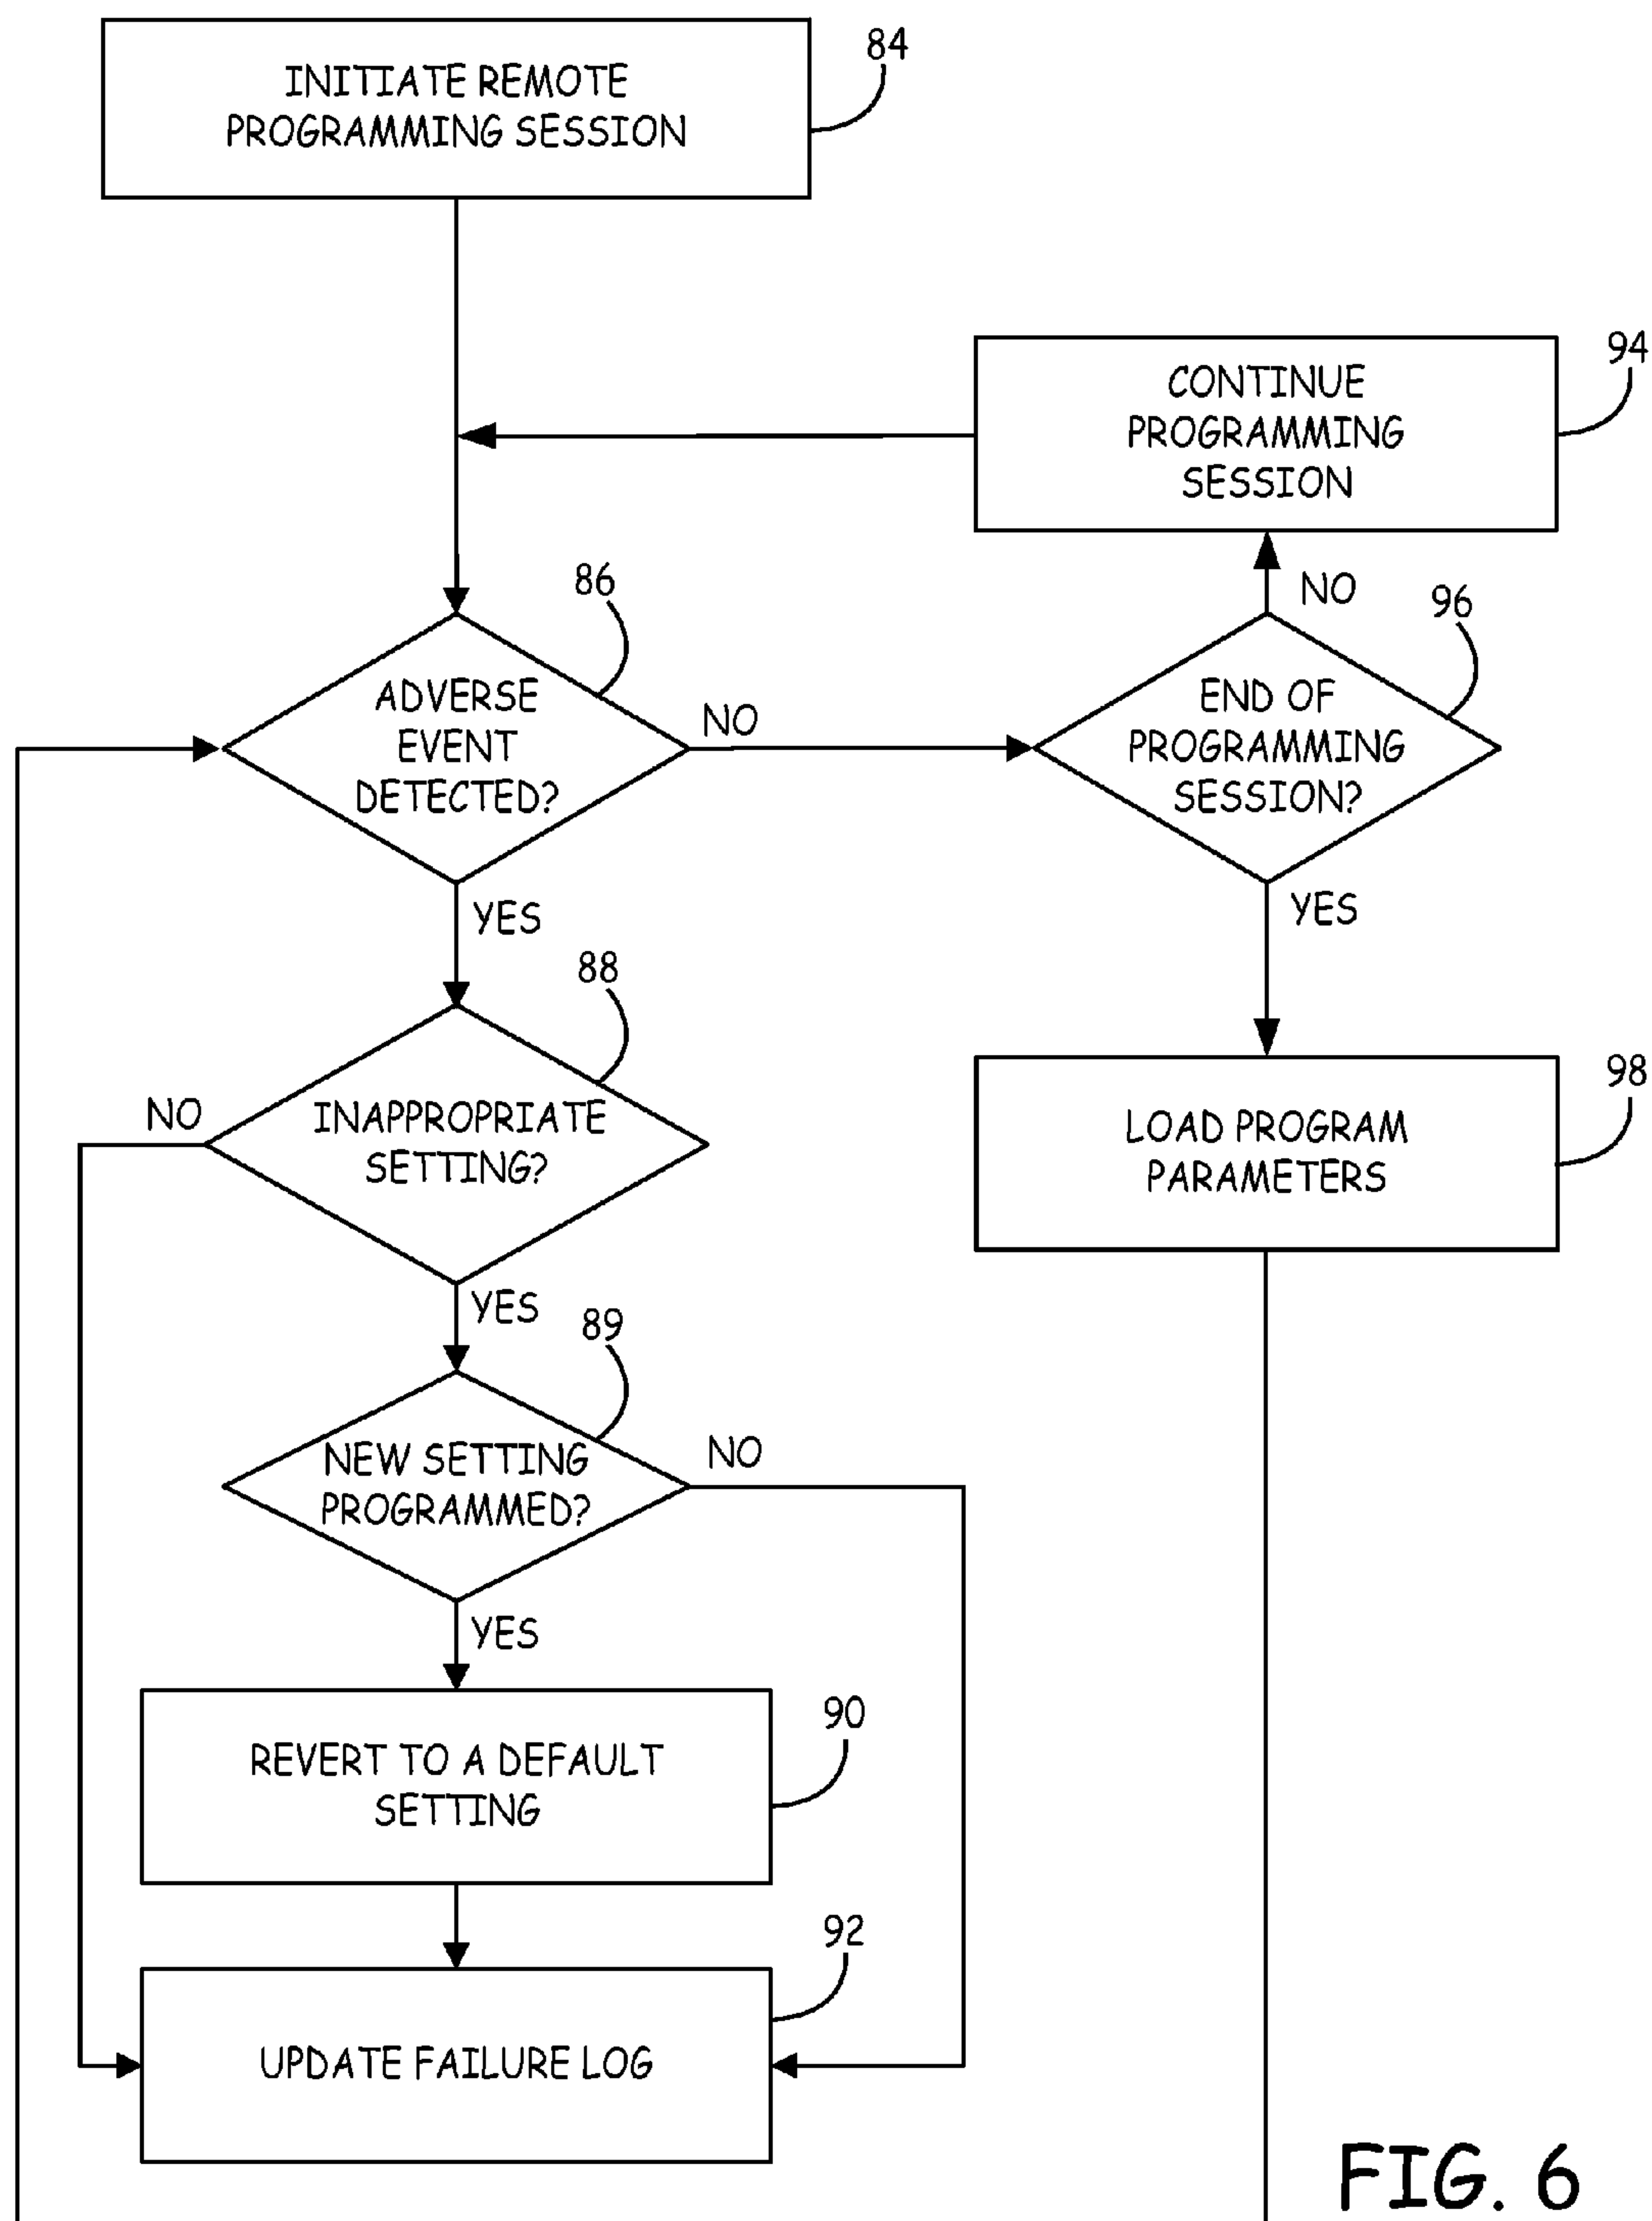 INITIATE REMOTE
PROGRAMMING SESSION
84
CONTINUE
PROGRAMMING
SESSION
94
86
NO
96
ADVERSE
EVENT
DETECTED?
NO
END OF
PROGRAMMING
SESSION?
YES
YES
88
NO
INAPPROPRIATE
SETTING?
LOAD PROGRAM
PARAMETERS
98
YES
89
NEW SETTING
PROGRAMMED?
NO
YES
REVERT TO A DEFAULT
SETTING
90
92
UPDATE FAILURE LOG
FIG. 6